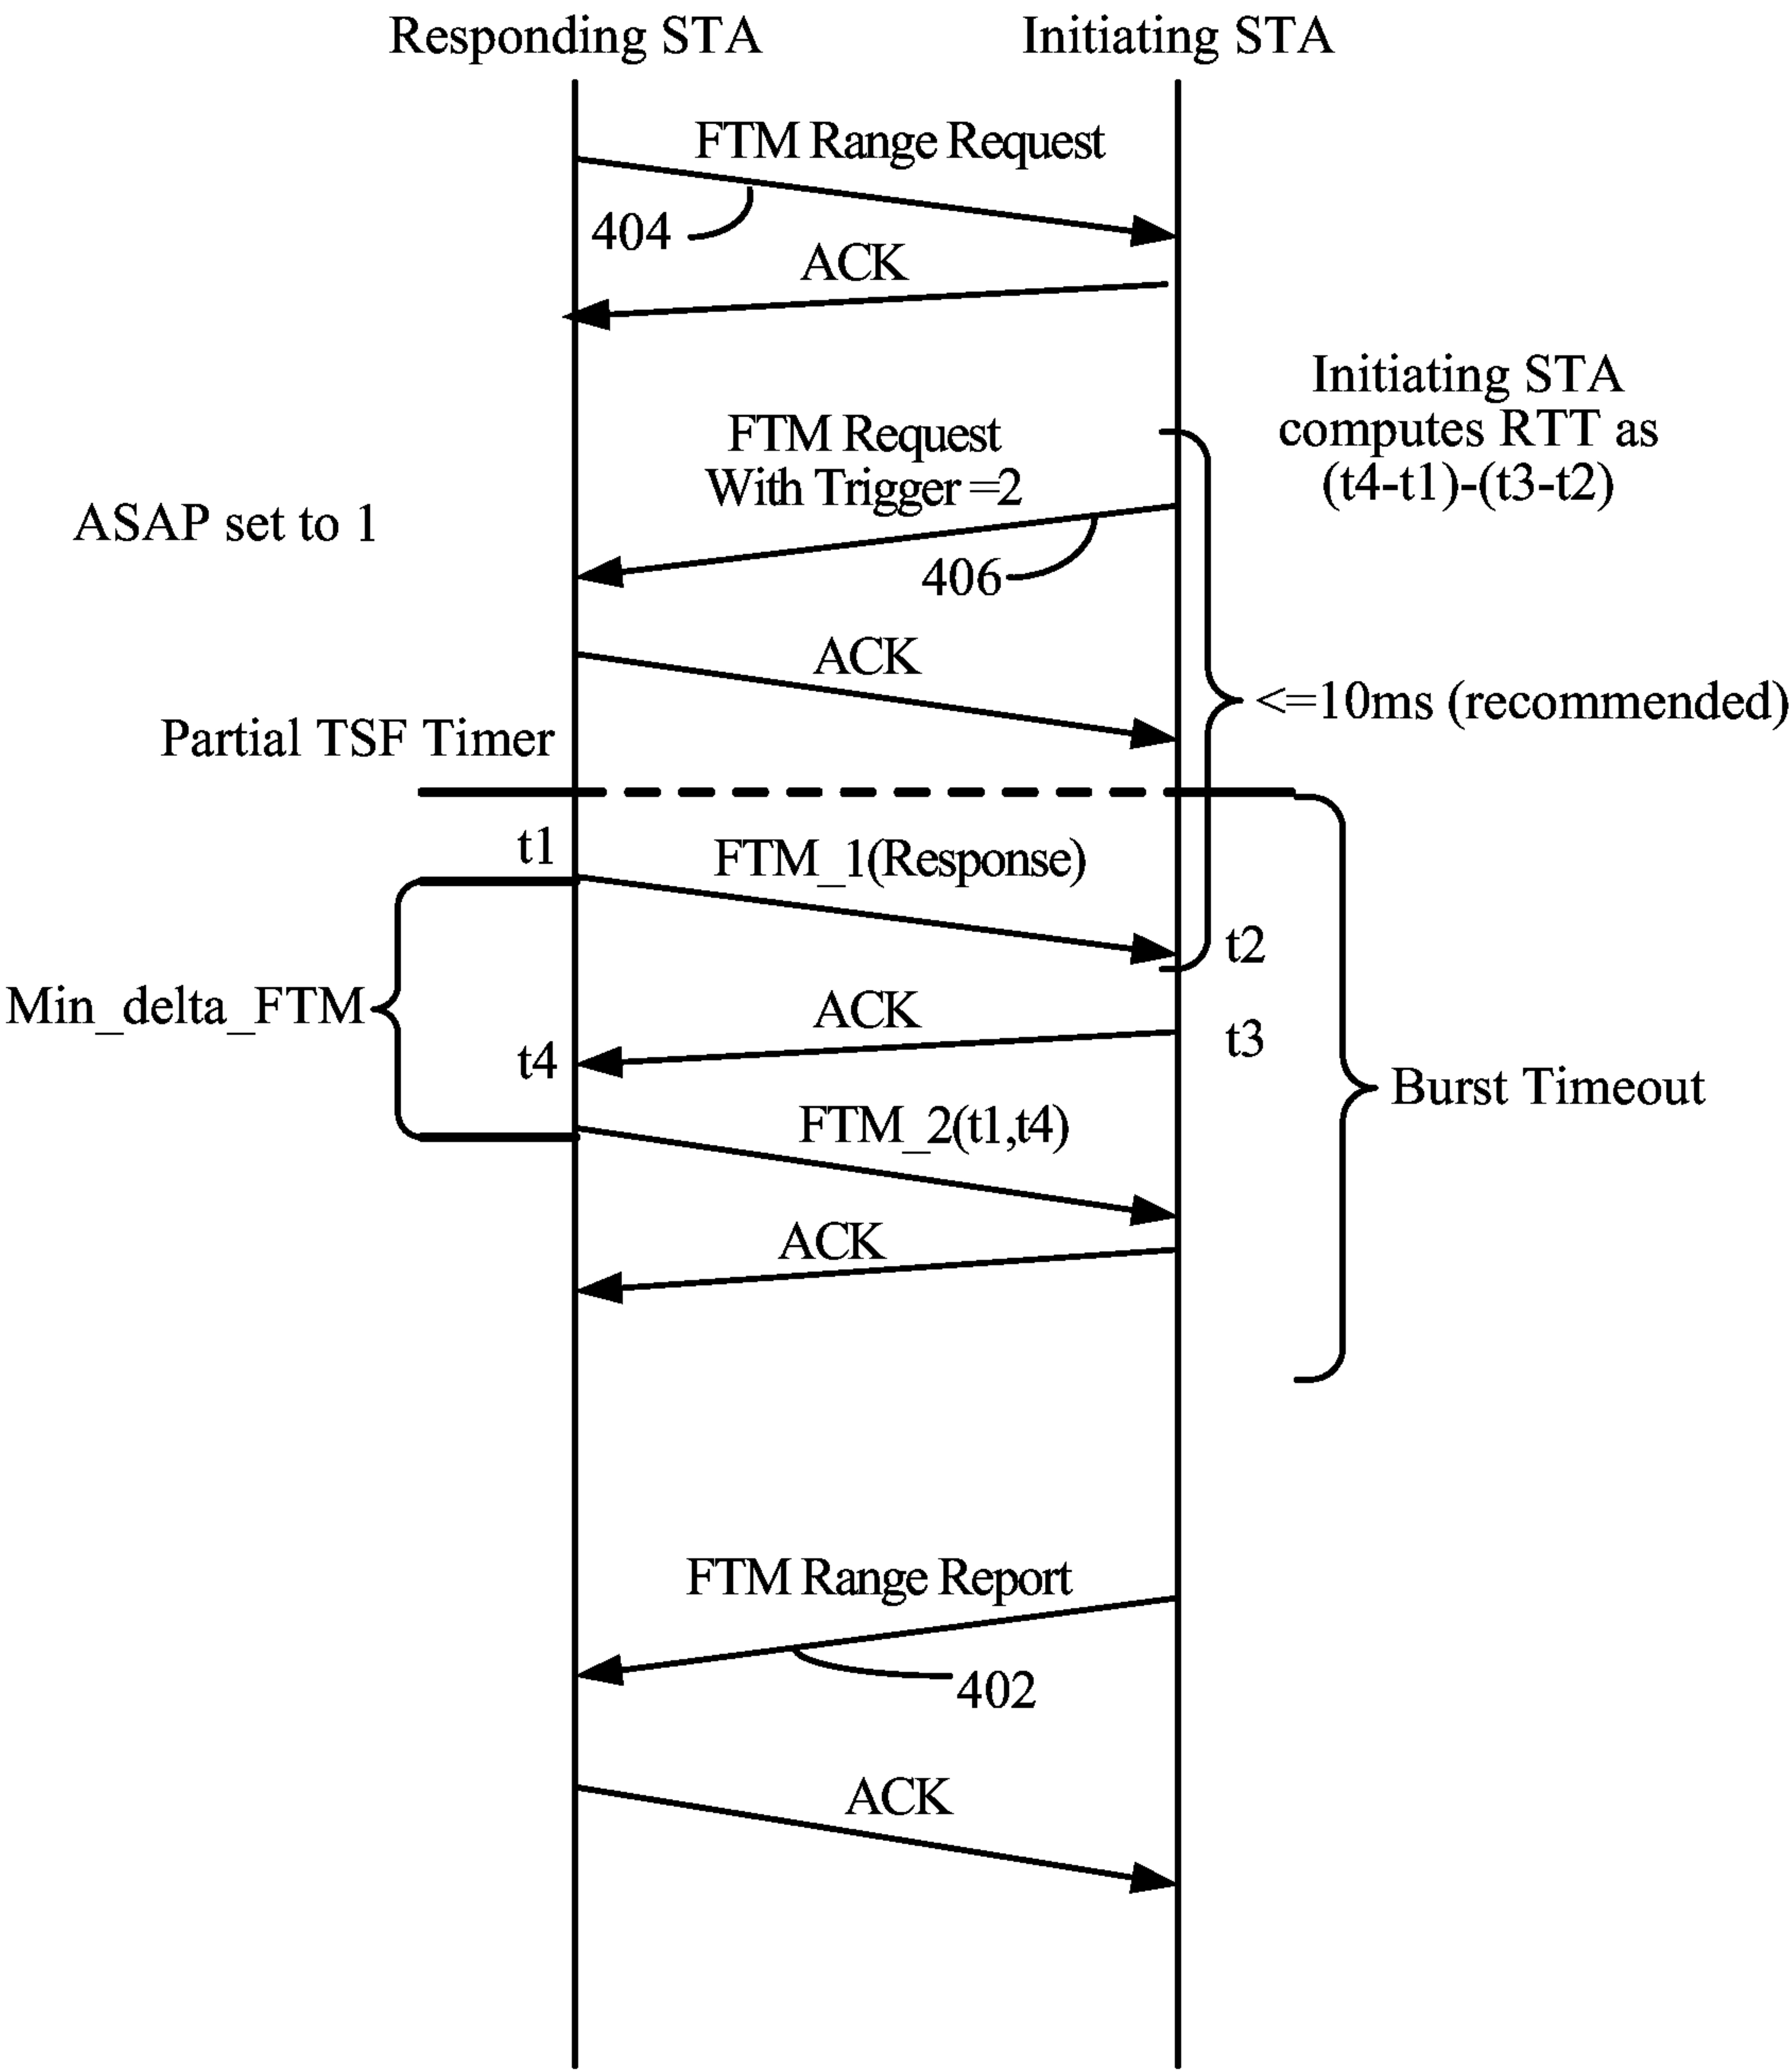 Responding STA
Initiating STA
FTM Range Request
404
ACK
Initiating STA
computes RTT as
(t4-t1)-(t3-t2)
FTM Request
With Trigger =2
ASAP set to 1
406
ACK
<=10ms (recommended)
Partial TSF Timer
t1
FTM_1(Response)
t2
Min_delta_FTM
ACK
t3
t4
Burst Timeout
FTM_2(t1,t4)
ACK
FTM Range Report
402
ACK